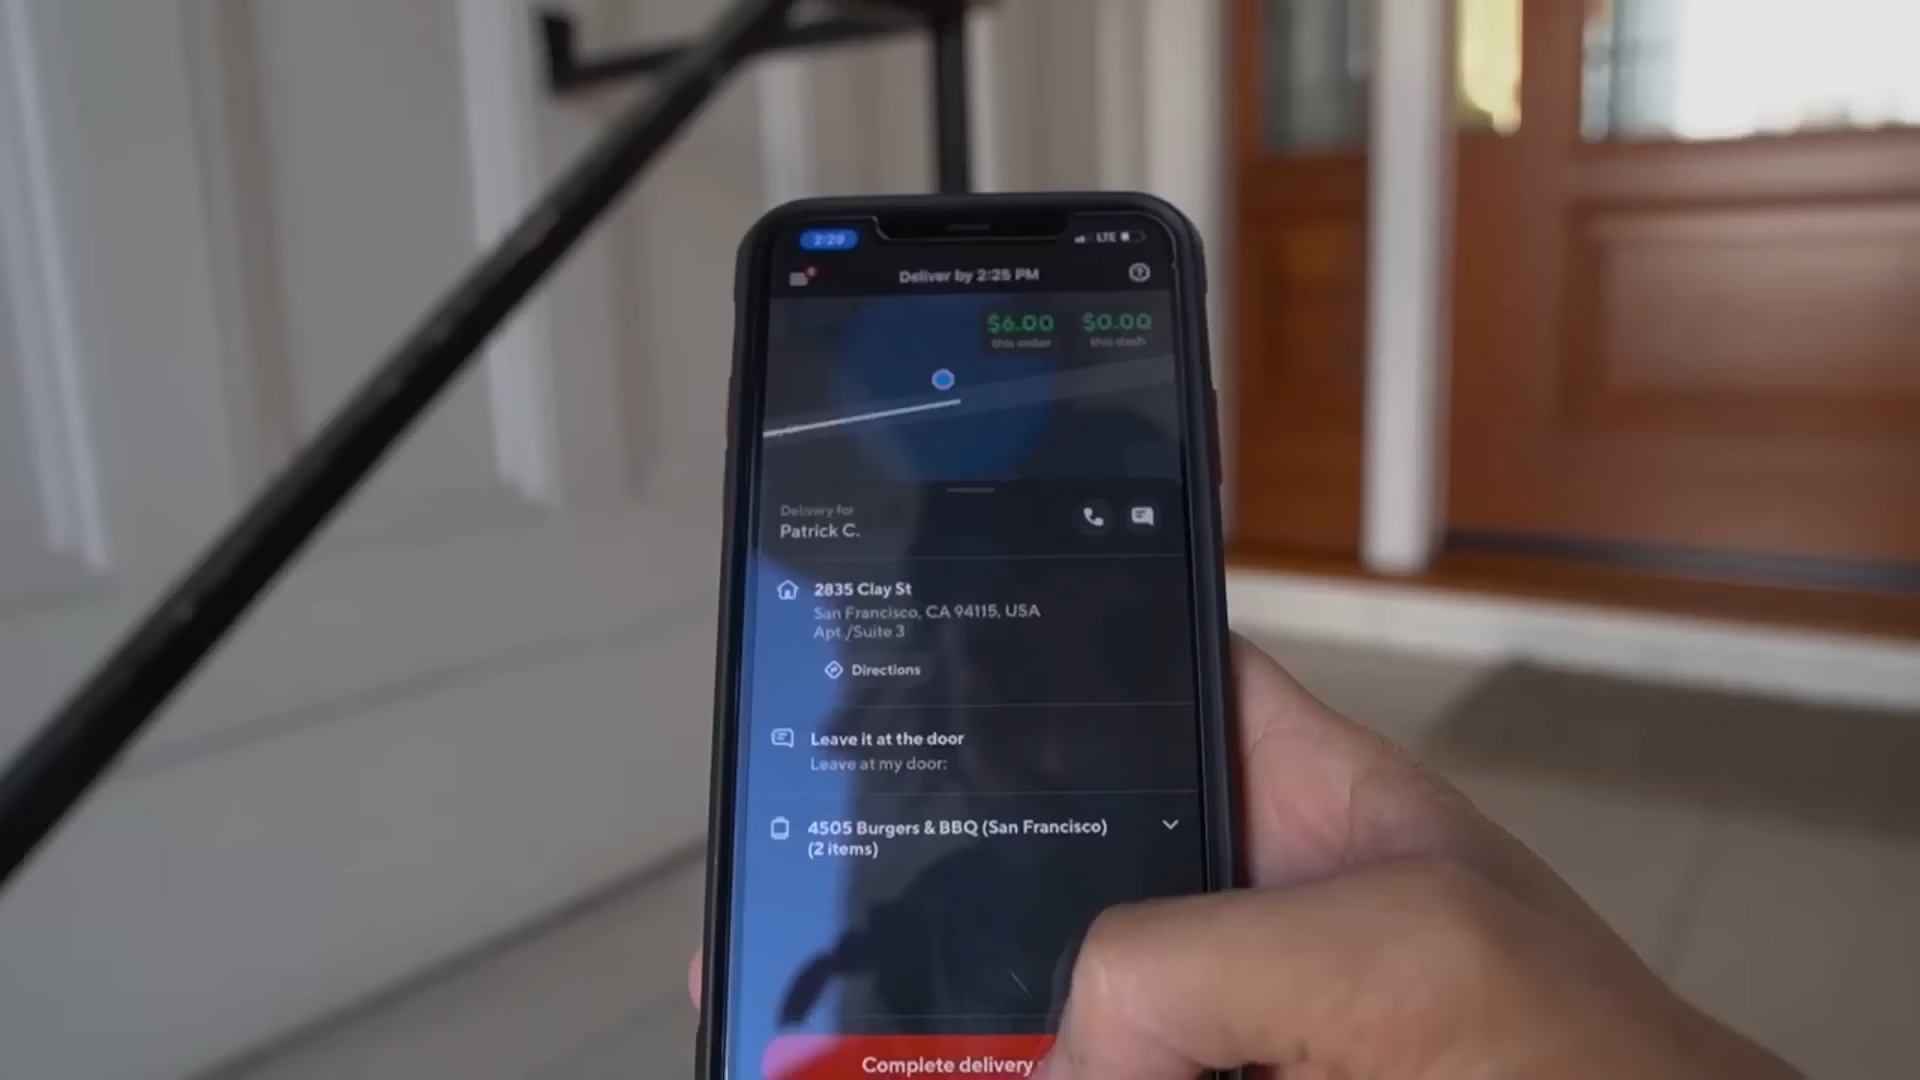 2:29
LTE
Deliver by 2:25 PM
$6.00 $0.00
this order this dash
Delivery for
Patrick C.
2835 Clay St
San Francisco, CA 94115, USA
Apt./Suite 3
Directions
Leave it at the door
Leave at my door:
4505 Burgers & BBQ (San Francisco)
(2 items)
Complete delivery